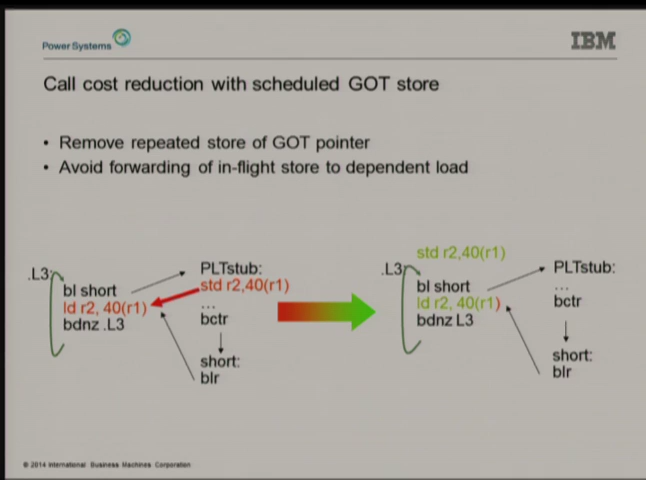 Power Systems
IBM
Call cost reduction with scheduled GOT store
• Remove repeated store of GOT pointer
• Avoid forwarding of in-flight store to dependent load
.L3:
bl short
ld r2, 40(r1)
bdnz .L3
PLTstub:
std r2,40(r1)
...
bctr
short:
blr
std r2,40(r1)
.L3:
bl short
ld r2, 40(r1)
bdnz L3
PLTstub:
...
bctr
short:
blr
© 2014 International Business Machines Corporation